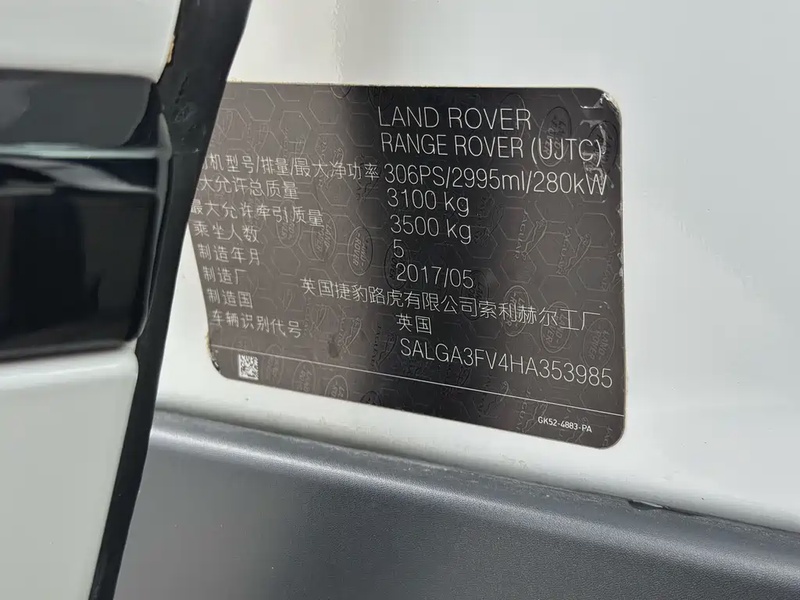 LAND ROVER
RANGE ROVER (UJTC)
机型号/排量/最大净功率 306PS/2995ml/280kW
大允许总质量 3100 kg
最大允许牵引质量 3500 kg
乘坐人数 5
制造年月 2017/05
制造厂 英国捷豹路虎有限公司索利赫尔工厂
制造国 英国
车辆识别代号 SALGA3FV4HA353985
GK52-4883-PA